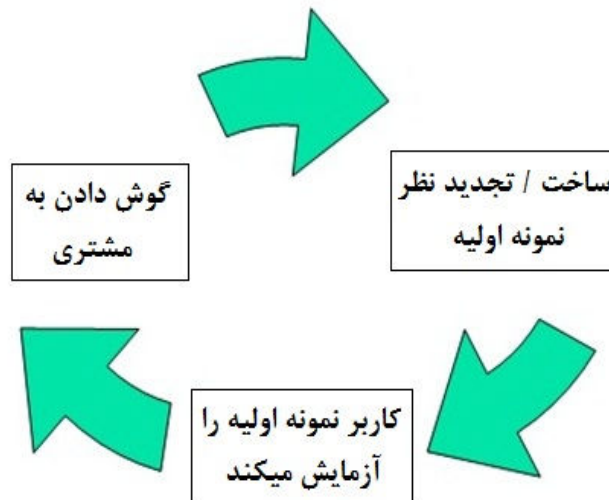 گوش دادن به
مشتری
ساخت / تجدید نظر
نمونه اولیه
کاربر نمونه اولیه را
آزمایش میکند